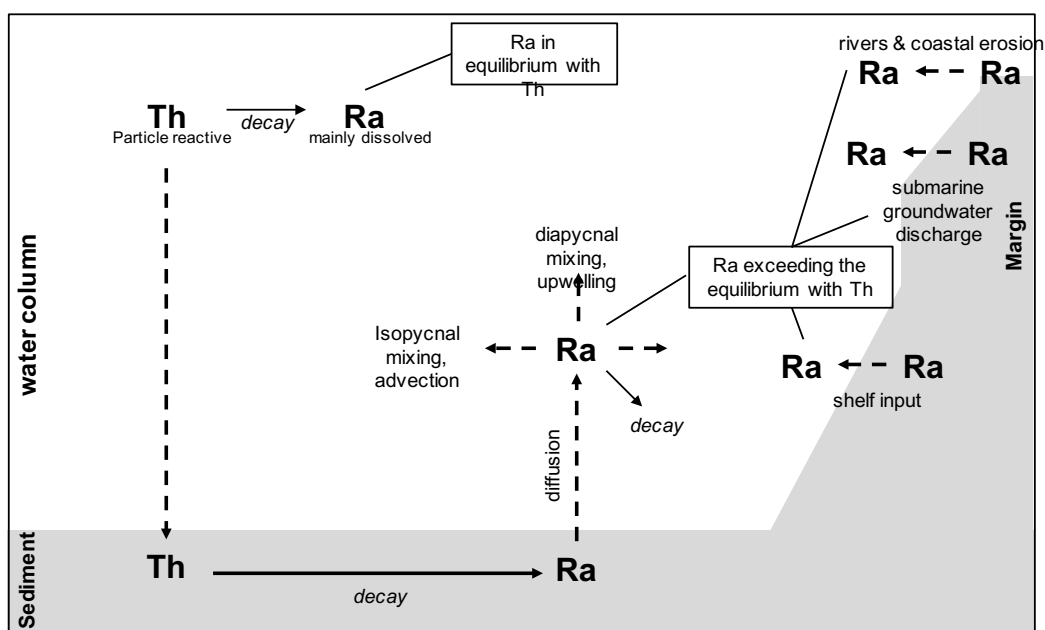 Ra in
equilibrium with
Th
rivers & coastal erosion
Ra
Ra
Th
Particle reactive
decay
Ra
mainly dissolved
Ra
Ra
submarine
groundwater
discharge
Margin
water column
diapycnal
mixing,
upwelling
Ra exceeding the
equilibrium with Th
Isopycnal
mixing,
advection
Ra
Ra
Ra
shelf input
decay
diffusion
Sediment
Th
decay
Ra